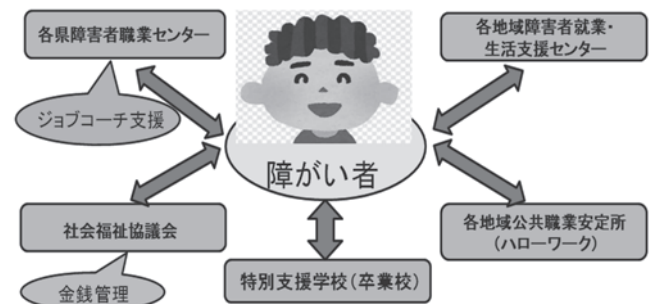 各県障害者職業センター
各地域障害者就業・
生活支援センター
ジョブコーチ支援
障がい者
社会福祉協議会
各地域公共職業安定所
(ハローワーク)
金銭管理
特別支援学校(卒業校)